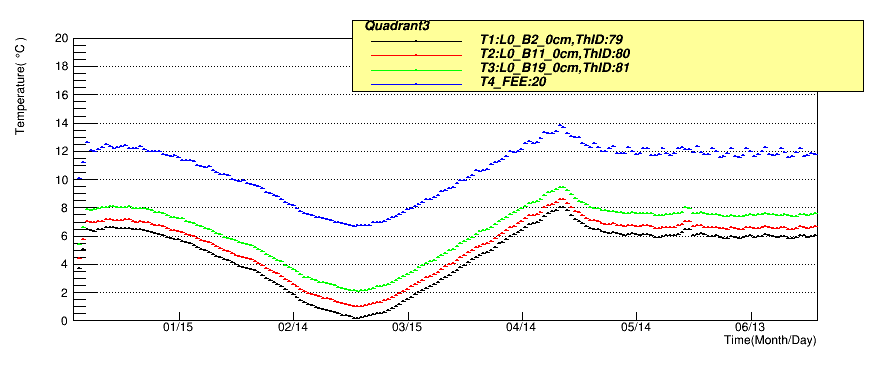 Quadrant3
T1:L0_B2_0cm,ThID:79
T2:L0_B11_0cm,ThID:80
T3:L0_B19_0cm,ThID:81
T4_FEE:20
Temperature( °C )
20
18
16
14
12
10
8
6
4
2
0
01/15 02/14 03/15 04/14 05/14 06/13
Time(Month/Day)